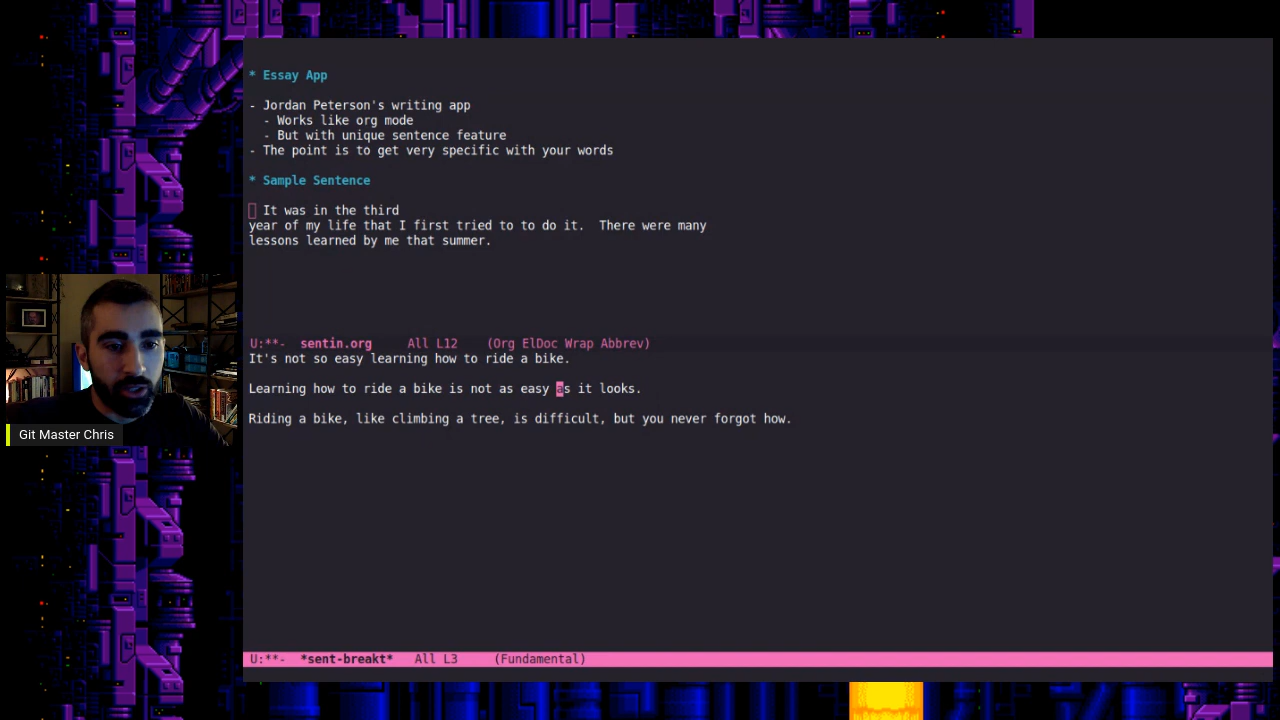 * Essay App
- Jordan Peterson's writing app
- Works like org mode
- But with unique sentence feature
- The point is to get very specific with your words
* Sample Sentence
It was in the third
year of my life that I first tried to to do it.  There were many
lessons learned by me that summer.
U:**-  sentin.org     All L12    (Org ElDoc Wrap Abbrev)
It's not so easy learning how to ride a bike.
Learning how to ride a bike is not as easy as it looks.
Riding a bike, like climbing a tree, is difficult, but you never forgot how.
U:**-  *sent-breakt*   All L3     (Fundamental)
Git Master Chris